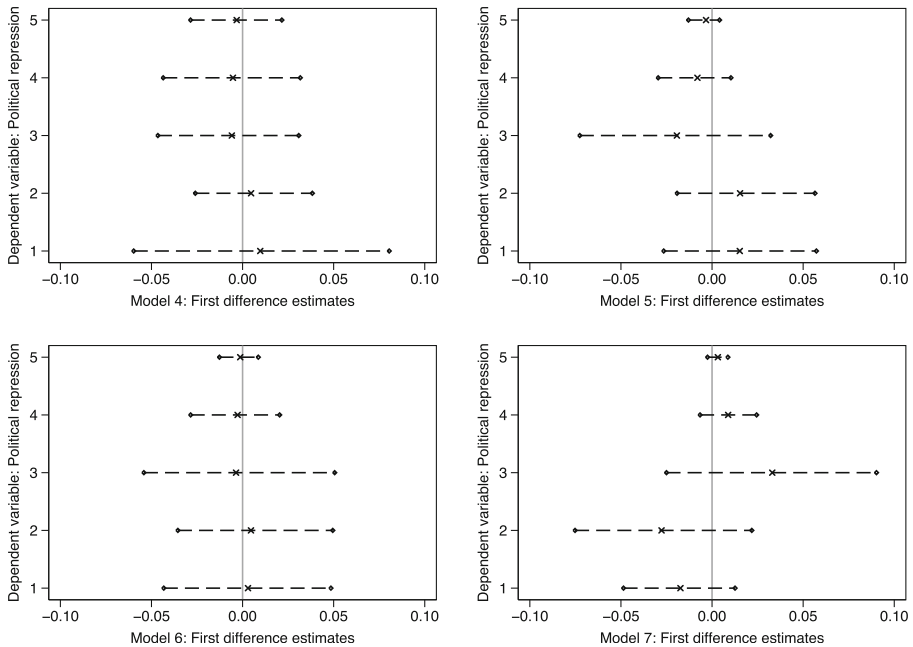 Dependent variable: Political repression
5
4
3
2
1
−0.10 −0.05 0.00 0.05 0.10
Model 4: First difference estimates
Dependent variable: Political repression
5
4
3
2
1
−0.10 −0.05 0.00 0.05 0.10
Model 5: First difference estimates
Dependent variable: Political repression
5
4
3
2
1
−0.10 −0.05 0.00 0.05 0.10
Model 6: First difference estimates
Dependent variable: Political repression
5
4
3
2
1
−0.10 −0.05 0.00 0.05 0.10
Model 7: First difference estimates